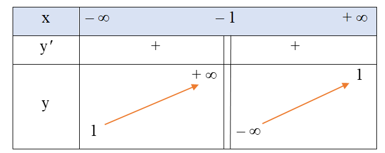 x – ∞ – 1 + ∞
y′ + +
+ ∞ 1
y
1 – ∞